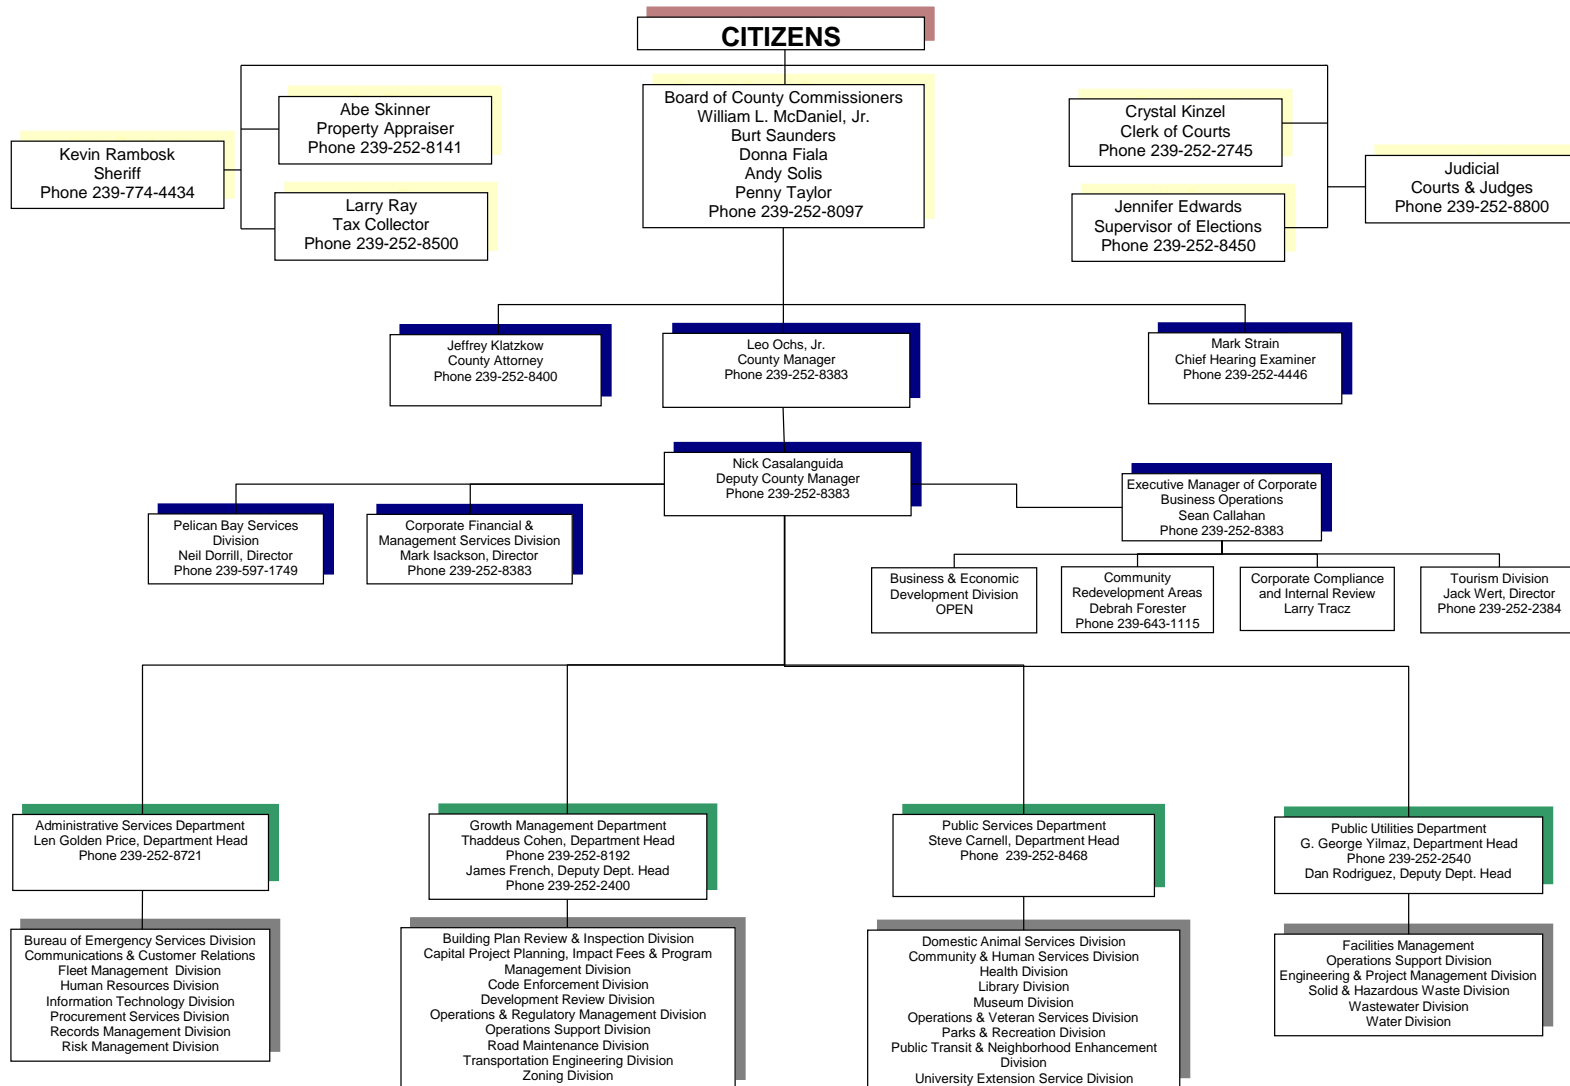 CITIZENS
Abe Skinner
Property Appraiser
Phone 239-252-8141
Kevin Rambosk
Sheriff
Phone 239-774-4434
Larry Ray
Tax Collector
Phone 239-252-8500
Board of County Commissioners
William L. McDaniel, Jr.
Burt Saunders
Donna Fiala
Andy Solis
Penny Taylor
Phone 239-252-8097
Crystal Kinzel
Clerk of Courts
Phone 239-252-2745
Jennifer Edwards
Supervisor of Elections
Phone 239-252-8450
Judicial
Courts & Judges
Phone 239-252-8800
Jeffrey Klatzkow
County Attorney
Phone 239-252-8400
Leo Ochs, Jr.
County Manager
Phone 239-252-8383
Mark Strain
Chief Hearing Examiner
Phone 239-252-4446
Nick Casalanguida
Deputy County Manager
Phone 239-252-8383
Pelican Bay Services
Division
Neil Dorrill, Director
Phone 239-597-1749
Corporate Financial &
Management Services Division
Mark Isackson, Director
Phone 239-252-8383
Executive Manager of Corporate
Business Operations
Sean Callahan
Phone 239-252-8383
Business & Economic
Development Division
OPEN
Community
Redevelopment Areas
Debrah Forester
Phone 239-643-1115
Corporate Compliance
and Internal Review
Larry Tracz
Tourism Division
Jack Wert, Director
Phone 239-252-2384
Administrative Services Department
Len Golden Price, Department Head
Phone 239-252-8721
Growth Management Department
Thaddeus Cohen, Department Head
Phone 239-252-8192
James French, Deputy Dept. Head
Phone 239-252-2400
Public Services Department
Steve Carnell, Department Head
Phone 239-252-8468
Public Utilities Department
G. George Yilmaz, Department Head
Phone 239-252-2540
Dan Rodriguez, Deputy Dept. Head
Bureau of Emergency Services Division
Communications & Customer Relations
Fleet Management Division
Human Resources Division
Information Technology Division
Procurement Services Division
Records Management Division
Risk Management Division
Building Plan Review & Inspection Division
Capital Project Planning, Impact Fees & Program
Management Division
Code Enforcement Division
Development Review Division
Operations & Regulatory Management Division
Operations Support Division
Road Maintenance Division
Transportation Engineering Division
Zoning Division
Domestic Animal Services Division
Community & Human Services Division
Health Division
Library Division
Museum Division
Operations & Veteran Services Division
Parks & Recreation Division
Public Transit & Neighborhood Enhancement
Division
University Extension Service Division
Facilities Management
Operations Support Division
Engineering & Project Management Division
Solid & Hazardous Waste Division
Wastewater Division
Water Division